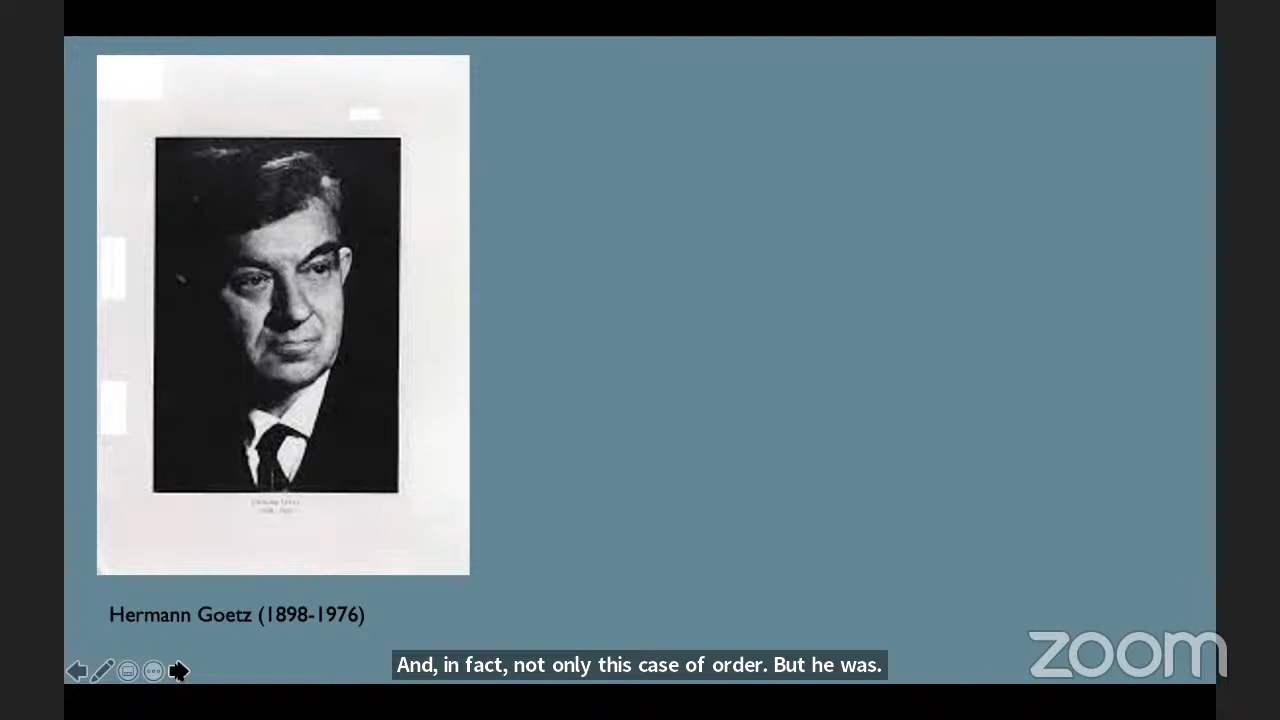 Hermann Goetz (1898-1976)
And, in fact, not only this case of order. But he was.
zoom